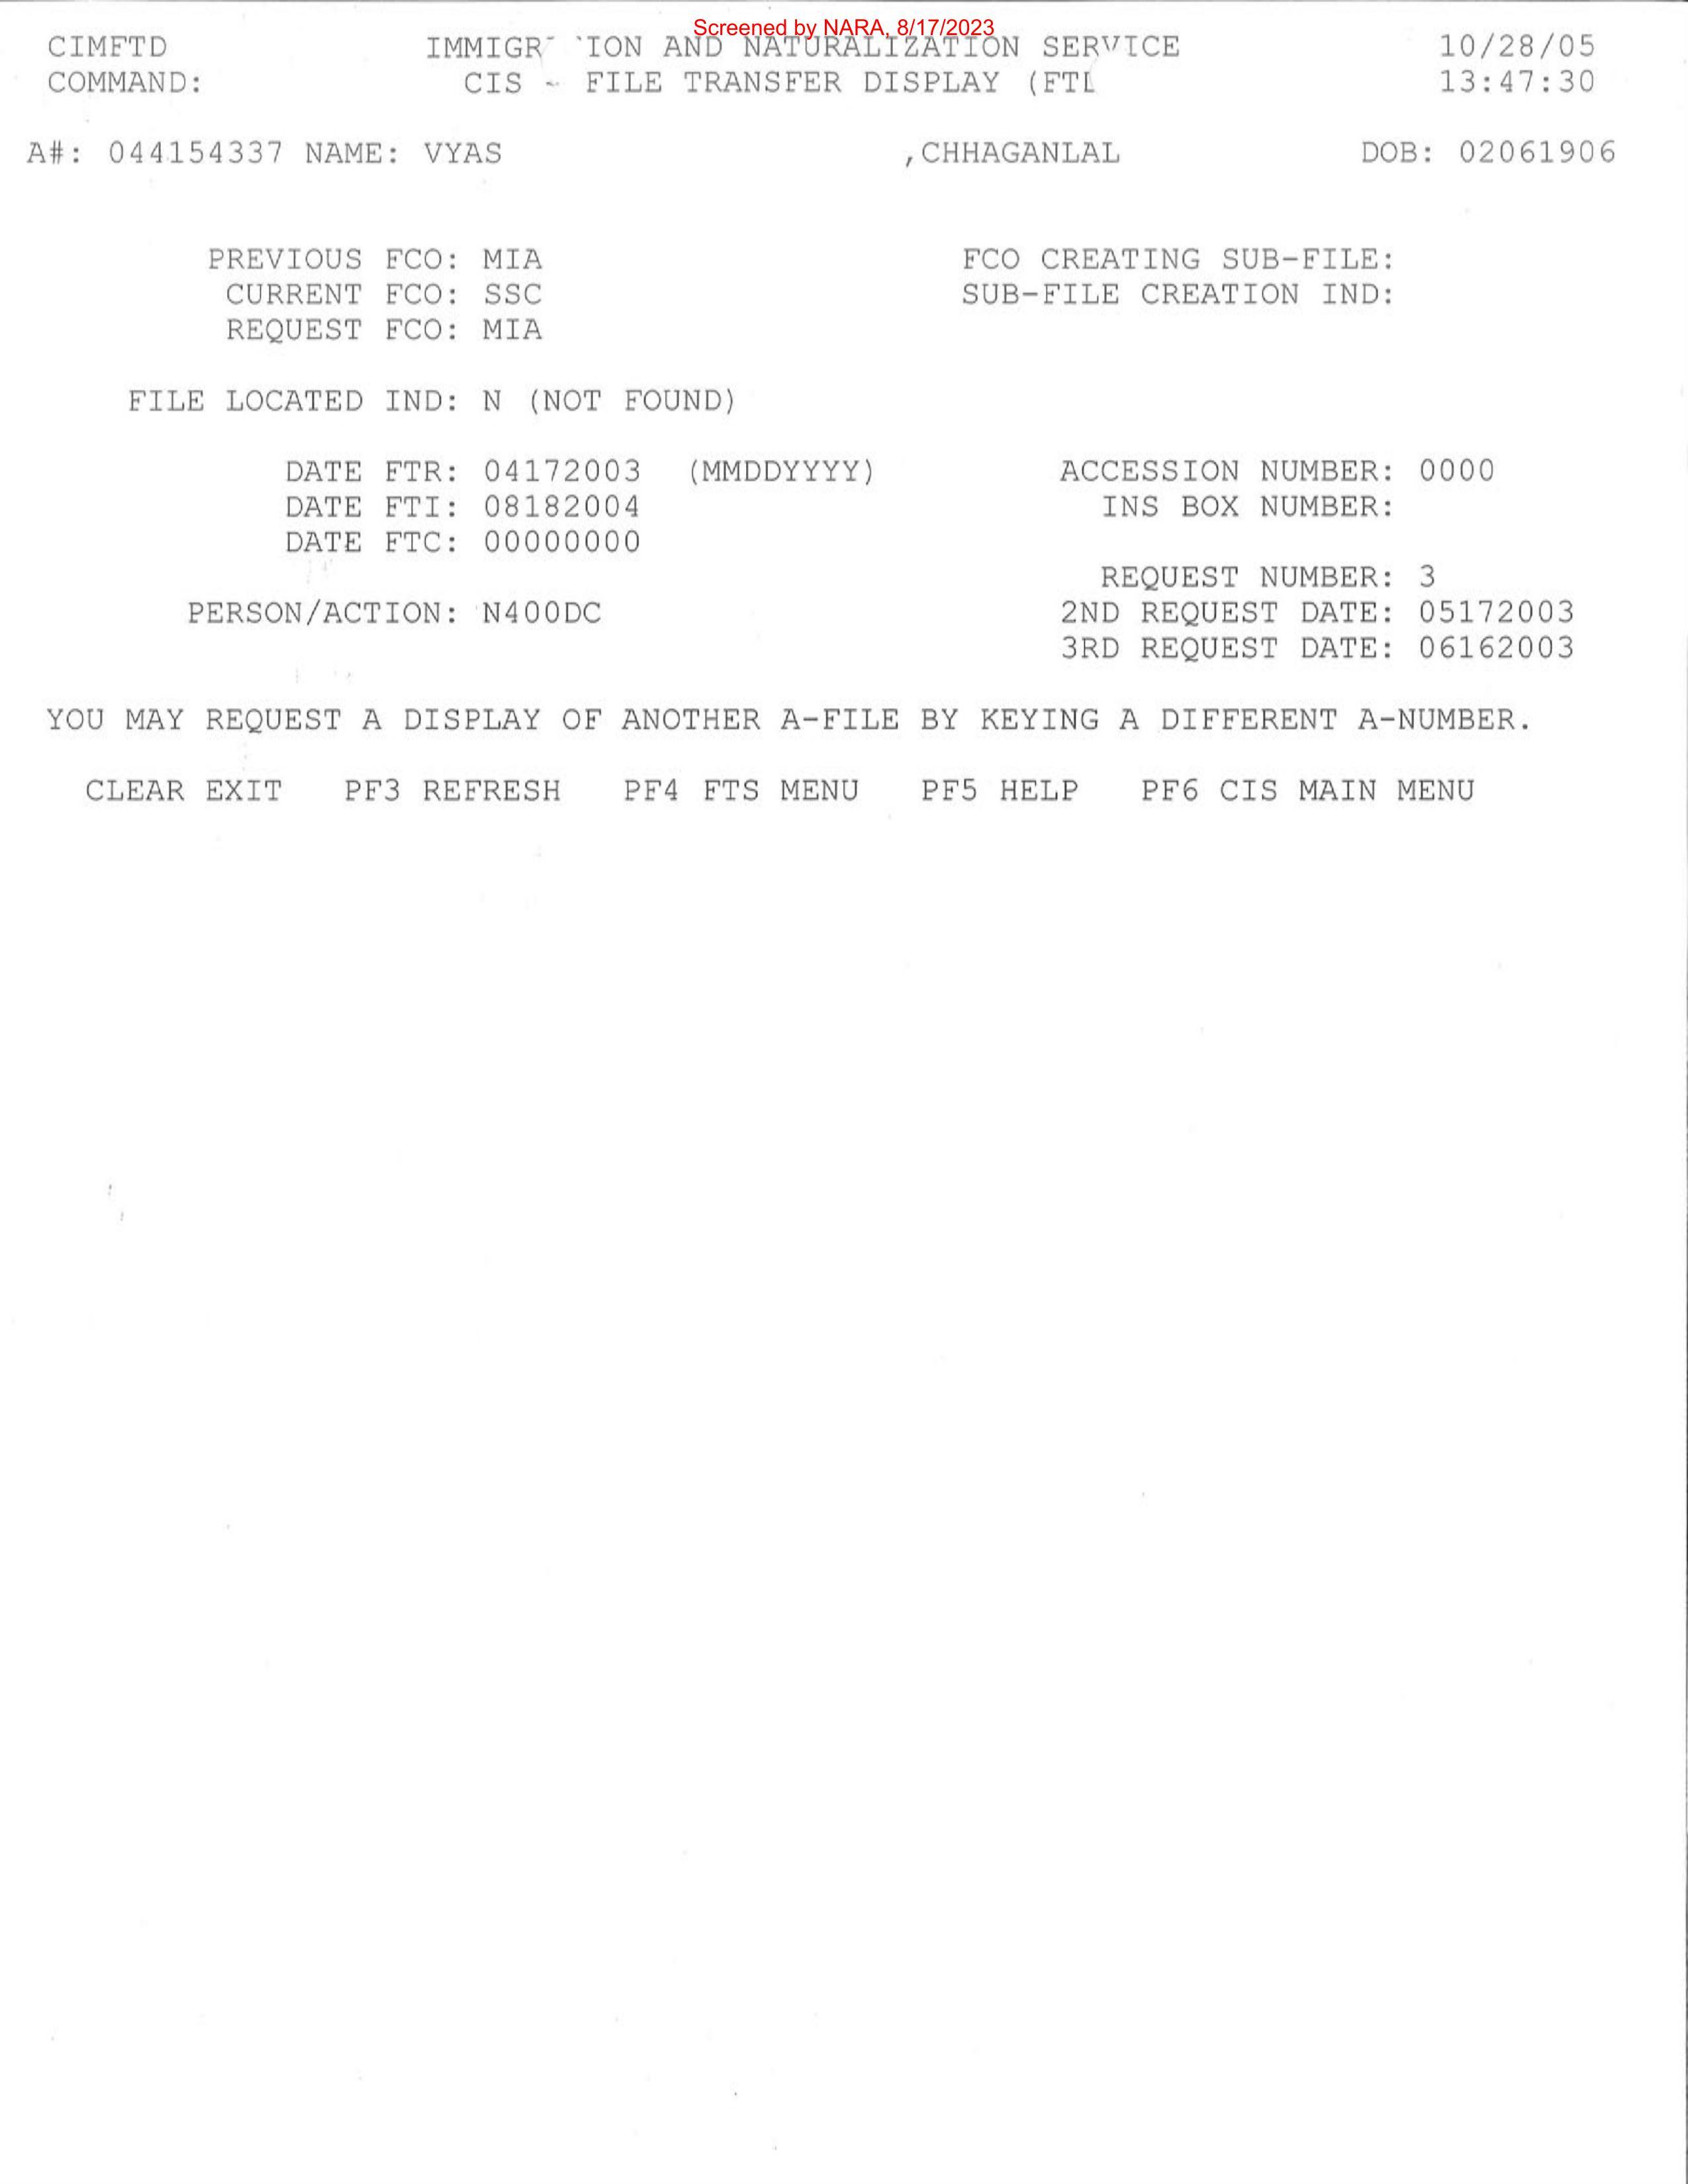 Screened by NARA, 8/17/2023
CIMFTD IMMIGR ION AND NATURALIZATION SERVICE 10/28/05
COMMAND: CIS - FILE TRANSFER DISPLAY (FT 13:47:30
A#: 044154337 NAME: VYAS ,CHHAGANLAL DOB: 02061906
PREVIOUS FCO: MIA FCO CREATING SUB-FILE:
CURRENT FCO: SSC SUB-FILE CREATION IND:
REQUEST FCO: MIA
FILE LOCATED IND: N (NOT FOUND)
DATE FTR: 04172003 (MMDDYYYY) ACCESSION NUMBER: 0000
DATE FTI: 08182004 INS BOX NUMBER:
DATE FTC: 00000000
REQUEST NUMBER: 3
PERSON/ACTION: N400DC 2ND REQUEST DATE: 05172003
3RD REQUEST DATE: 06162003
YOU MAY REQUEST A DISPLAY OF ANOTHER A-FILE BY KEYING A DIFFERENT A-NUMBER.
CLEAR EXIT PF3 REFRESH PF4 FTS MENU PF5 HELP PF6 CIS MAIN MENU